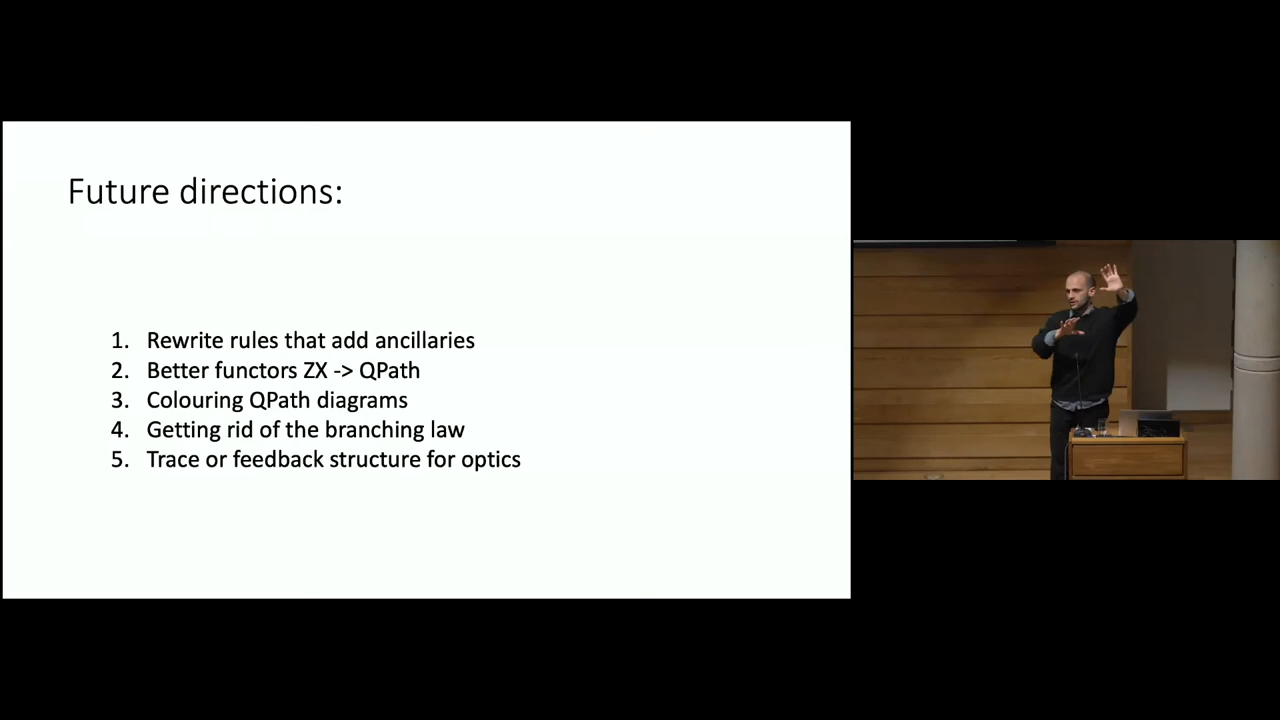 Future directions:
1. Rewrite rules that add ancillaries
2. Better functors ZX -> QPath
3. Colouring QPath diagrams
4. Getting rid of the branching law
5. Trace or feedback structure for optics